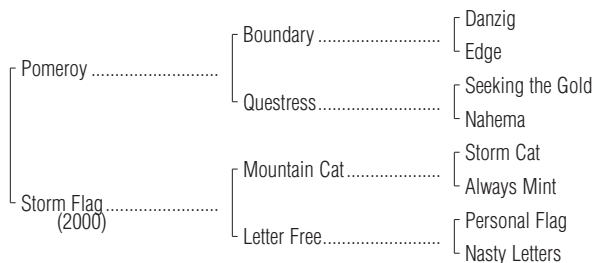 Danzig
Boundary ..............................
Edge
Pomeroy ...............................
Seeking the Gold
Questress..............................
Nahema
Storm Cat
Mountain Cat........................
Always Mint
Storm Flag............................
(2000)
Personal Flag
Letter Free.............................
Nasty Letters